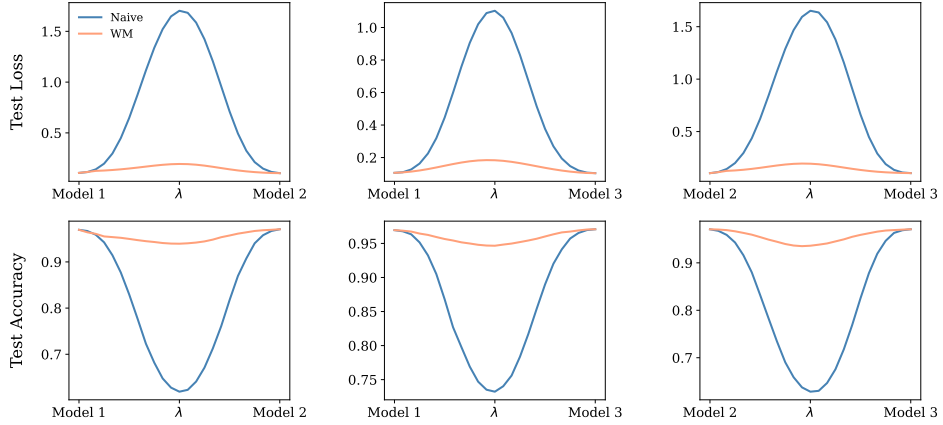 Test Loss
1.5
1.0
0.5
Naive
WM
Model 1 λ Model 2
1.0
0.8
0.6
0.4
0.2
Model 1 λ Model 3
1.5
1.0
0.5
Model 2 λ Model 3
Test Accuracy
0.9
0.8
0.7
Model 1 λ Model 2
0.95
0.90
0.85
0.80
0.75
Model 1 λ Model 3
0.9
0.8
0.7
Model 2 λ Model 3